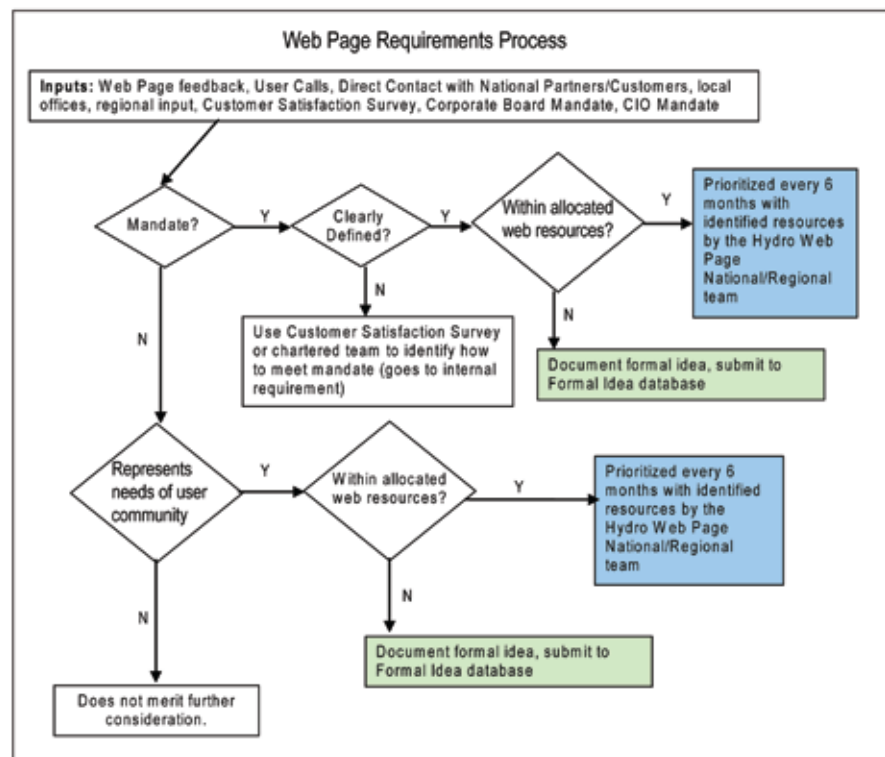 Web Page Requirements Process
Inputs: Web Page feedback, User Calls, Direct Contact with National Partners/Customers, local
offices, regional input, Customer Satisfaction Survey, Corporate Board Mandate, CIO Mandate
Mandate?
Y
Clearly
Defined?
Y
Within allocated
web resources?
Y
Prioritized every 6
months with
identified resources
by the Hydro Web
Page
National/Regional
team
N
N
N
Use Customer Satisfaction Survey
or chartered team to identify how
to meet mandate (goes to internal
requirement)
Document formal idea, submit to
Formal Idea database
Represents
needs of user
community
Y
Within allocated
web resources?
Y
Prioritized every 6
months with identified
resources by the
Hydro Web Page
National/Regional
team
N
N
Document formal idea, submit to
Formal Idea database
Does not merit further
consideration.